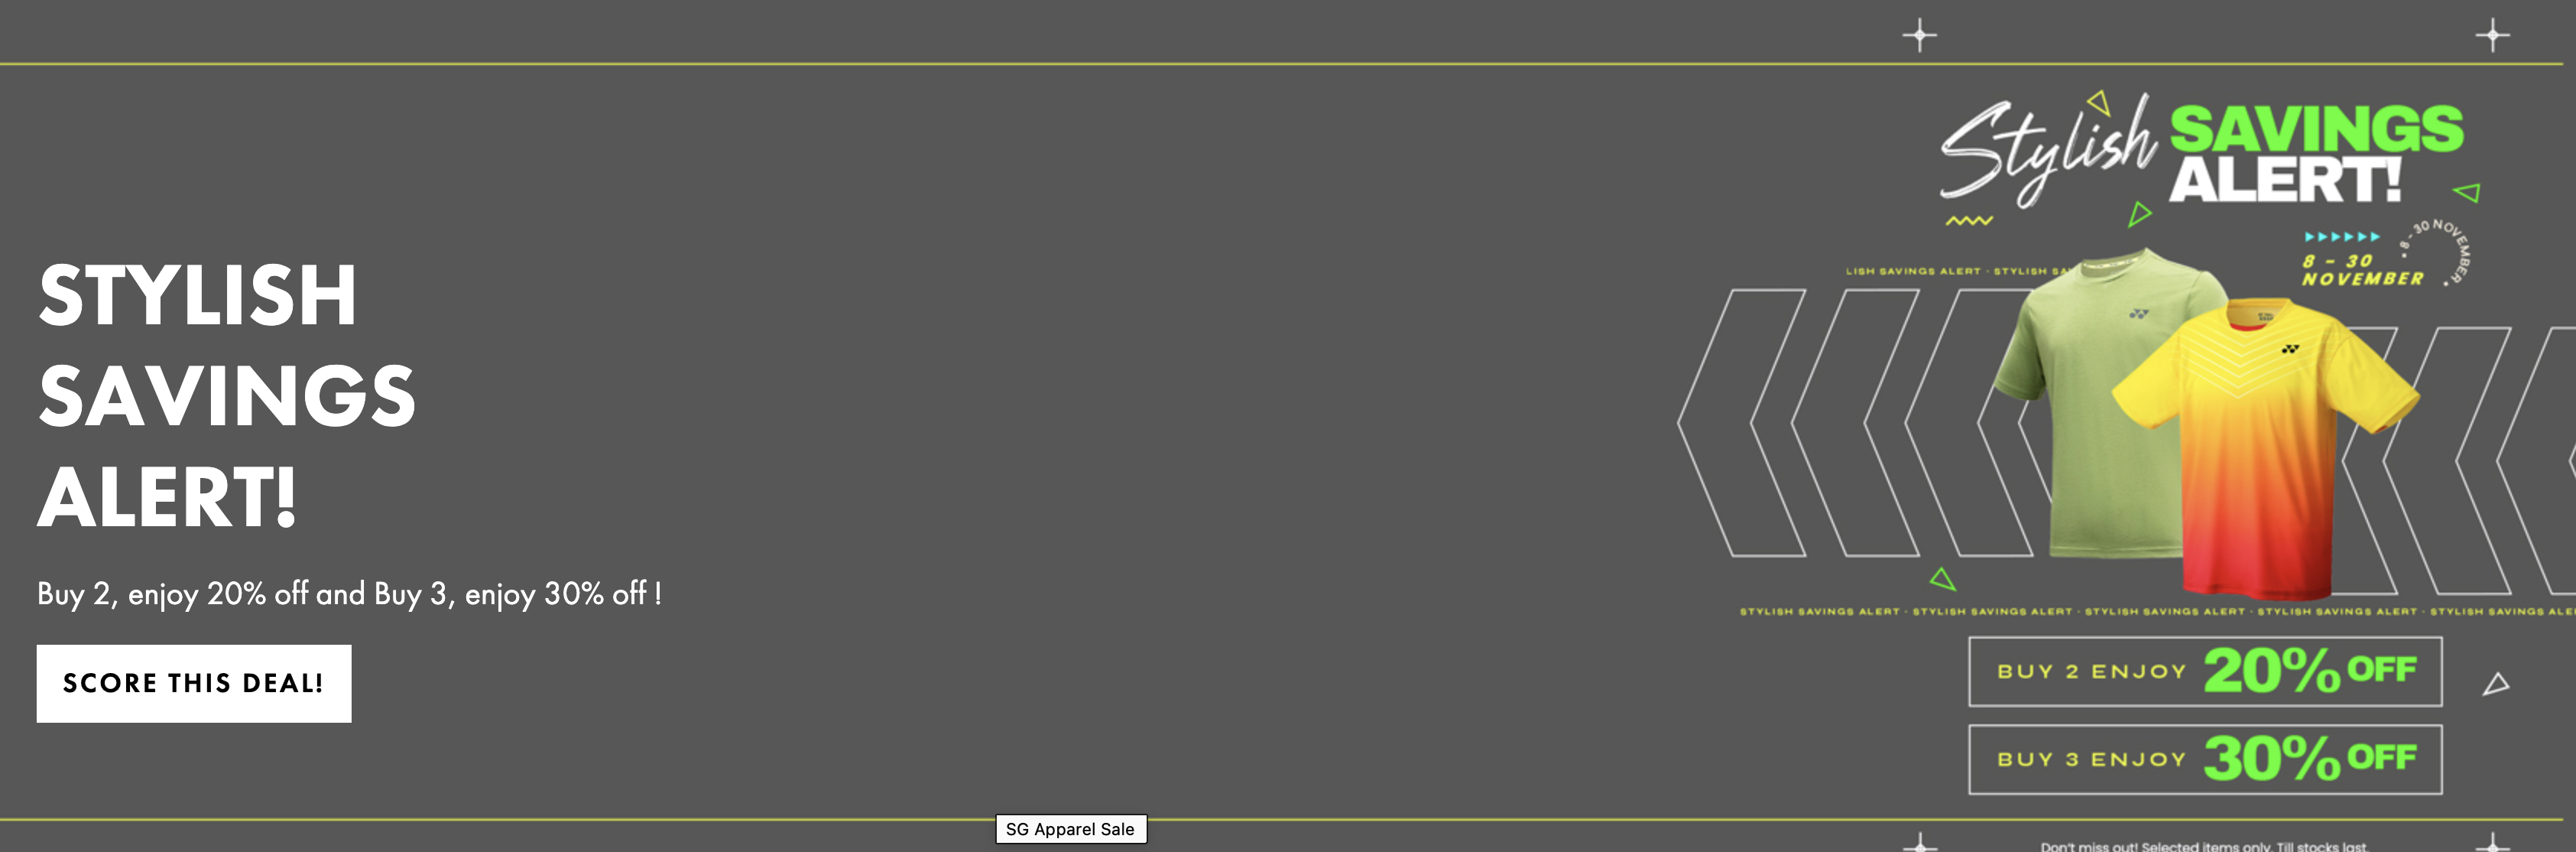 STYLISH
SAVINGS
ALERT!
Buy 2, enjoy 20% off and Buy 3, enjoy 30% off !
SCORE THIS DEAL!
Stylish SAVINGS
ALERT!
8 - 30
NOVEMBER
8 - 30 NOVEMBER
LISH SAVINGS ALERT - STYLISH SA
STYLISH SAVINGS ALERT - STYLISH SAVINGS ALERT - STYLISH SAVINGS ALERT - STYLISH SAVINGS ALERT - STYLISH SAVINGS ALE
BUY 2 ENJOY 20% OFF
BUY 3 ENJOY 30% OFF
SG Apparel Sale
Don't miss out! Selected items only. Till stocks last.